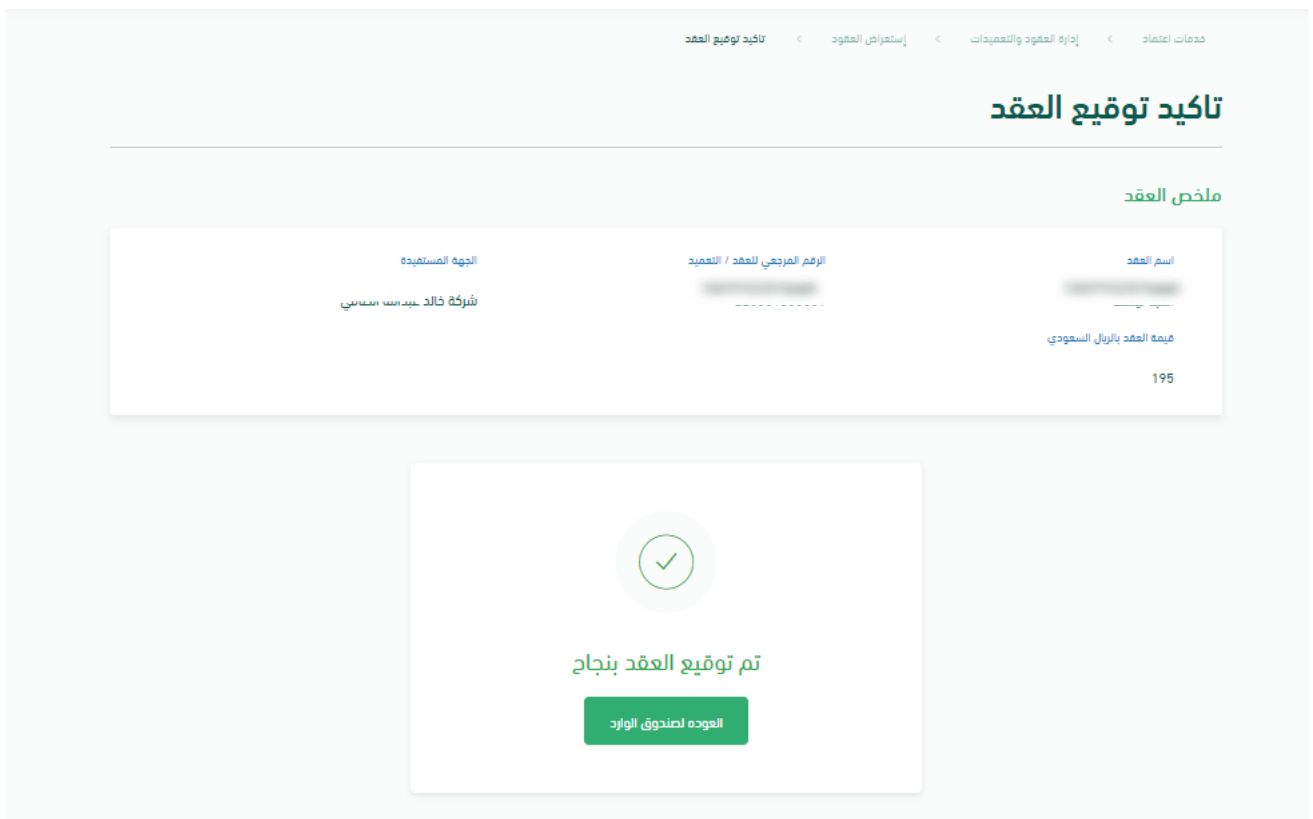 خدمات اعتماد > إدارة العقود والتعميدات > إستعراض العقود > تاكيد توقيع العقد
تاكيد توقيع العقد
ملخص العقد
اسم العقد الرقم المرجعي للعقد / التعميد الجهة المستفيدة
شركة خالد
قيمة العقد بالريال السعودي
195
تم توقيع العقد بنجاح
العوده لصندوق الوارد